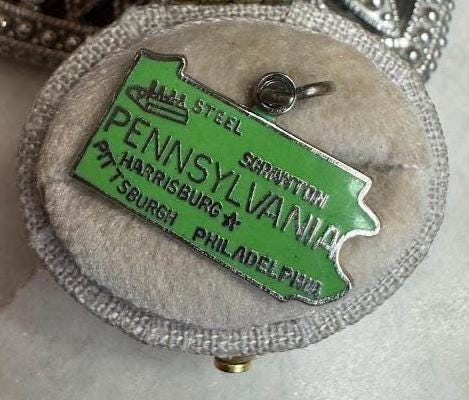 STEEL
SCRANTON
PENNSYLVANIA
HARRISBURG
PITTSBURGH
PHILADELPHIA